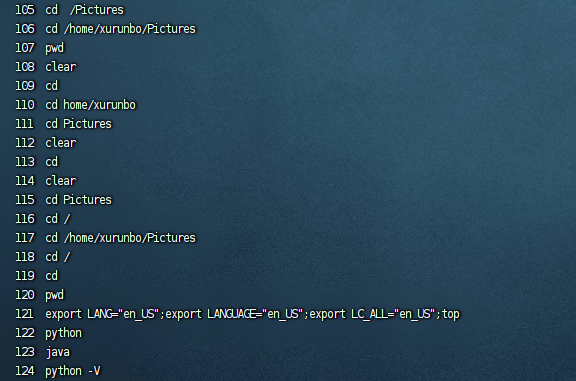 105 cd /Pictures
106 cd /home/xurunbo/Pictures
107 pwd
108 clear
109 cd
110 cd home/xurunbo
111 cd Pictures
112 clear
113 cd
114 clear
115 cd Pictures
116 cd /
117 cd /home/xurunbo/Pictures
118 cd /
119 cd
120 pwd
121 export LANG="en_US";export LANGUAGE="en_US";export LC_ALL="en_US";top
122 python
123 java
124 python -V